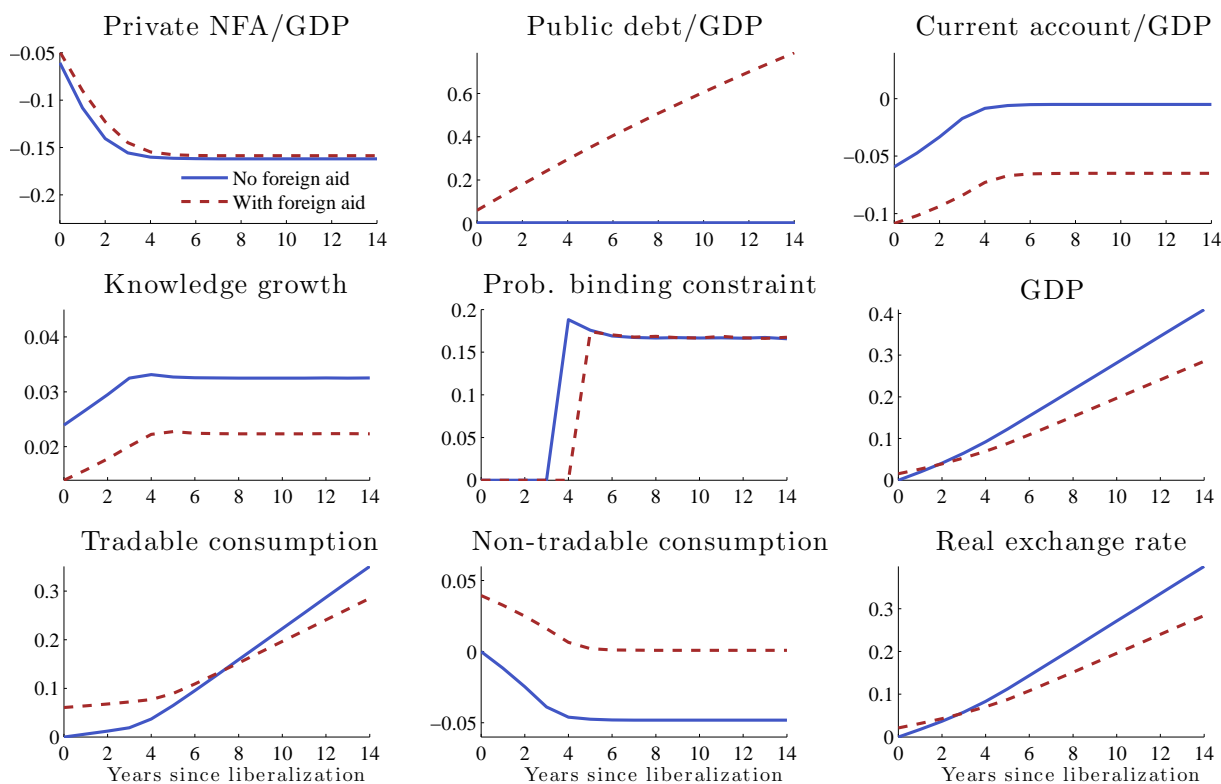 Private NFA/GDP
−0.05
−0.1
−0.15
−0.2
0 2 4 6 8 10 12 14
No foreign aid
With foreign aid
Public debt/GDP
0.6
0.4
0.2
0
0 2 4 6 8 10 12 14
Current account/GDP
0
−0.05
−0.1
0 2 4 6 8 10 12 14
Knowledge growth
0.04
0.03
0.02
0 2 4 6 8 10 12 14
Prob. binding constraint
0.2
0.15
0.1
0.05
0
0 2 4 6 8 10 12 14
GDP
0.4
0.3
0.2
0.1
0
0 2 4 6 8 10 12 14
Tradable consumption
0.3
0.2
0.1
0
0 2 4 6 8 10 12 14
Years since liberalization
Non-tradable consumption
0.05
0
−0.05
0 2 4 6 8 10 12 14
Years since liberalization
Real exchange rate
0.3
0.2
0.1
0
0 2 4 6 8 10 12 14
Years since liberalization